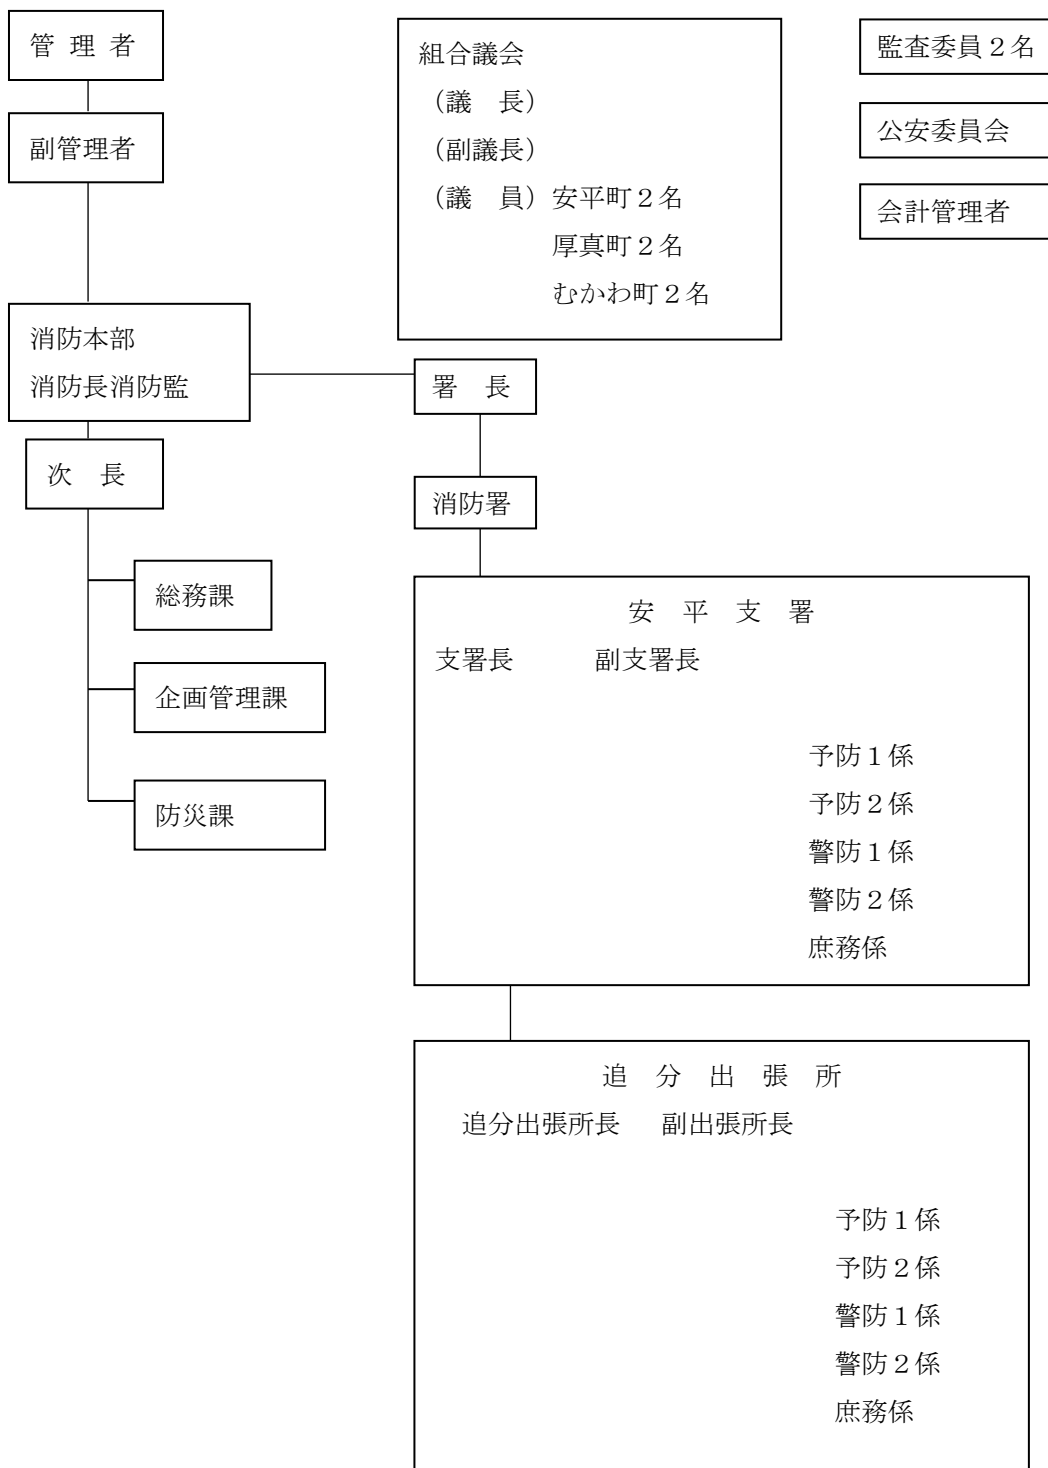 管 理 者
副管理者
組合議会
（議　長）
（副議長）
（議　員）安平町２名
厚真町２名
むかわ町２名
監査委員２名
公安委員会
会計管理者
消防本部
消防長消防監
署　長
次　長
消防署
総務課
企画管理課
防災課
安　平　支　署
支署長　　　副支署長
予防１係
予防２係
警防１係
警防２係
庶務係
追　分　出　張　所
追分出張所長　副出張所長
予防１係
予防２係
警防１係
警防２係
庶務係